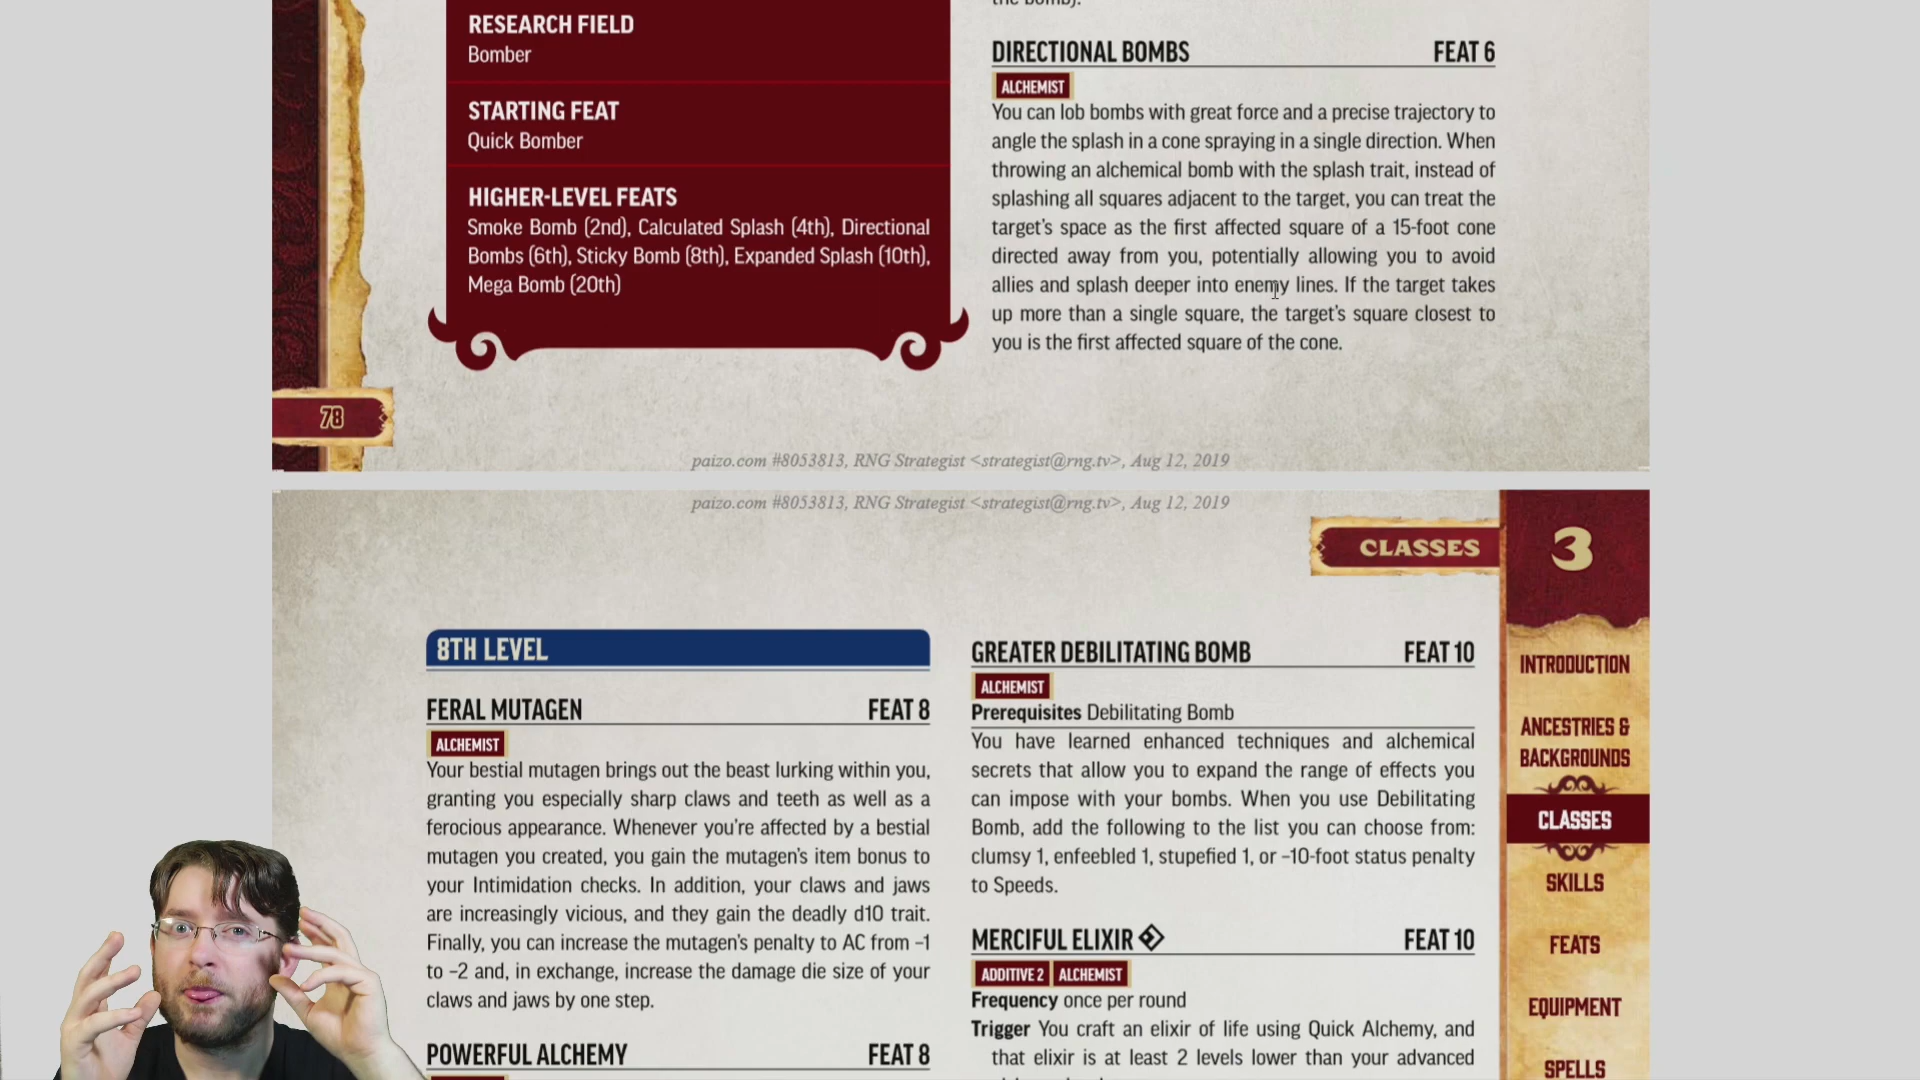 RESEARCH FIELD
Bomber
STARTING FEAT
Quick Bomber
HIGHER-LEVEL FEATS
Smoke Bomb (2nd), Calculated Splash (4th), Directional
Bombs (6th), Sticky Bomb (8th), Expanded Splash (10th),
Mega Bomb (20th)
78
the bomb).
DIRECTIONAL BOMBS FEAT 6
ALCHEMIST
You can lob bombs with great force and a precise trajectory to
angle the splash in a cone spraying in a single direction. When
throwing an alchemical bomb with the splash trait, instead of
splashing all squares adjacent to the target, you can treat the
target's space as the first affected square of a 15-foot cone
directed away from you, potentially allowing you to avoid
allies and splash deeper into enemy lines. If the target takes
up more than a single square, the target's square closest to
you is the first affected square of the cone.
paizo.com #8053813, RNG Strategist <strategist@rng.tv>, Aug 12, 2019
paizo.com #8053813, RNG Strategist <strategist@rng.tv>, Aug 12, 2019
CLASSES
3
8TH LEVEL
FERAL MUTAGEN FEAT 8
ALCHEMIST
Your bestial mutagen brings out the beast lurking within you,
granting you especially sharp claws and teeth as well as a
ferocious appearance. Whenever you're affected by a bestial
mutagen you created, you gain the mutagen's item bonus to
your Intimidation checks. In addition, your claws and jaws
are increasingly vicious, and they gain the deadly d10 trait.
Finally, you can increase the mutagen's penalty to AC from –1
to –2 and, in exchange, increase the damage die size of your
claws and jaws by one step.
POWERFUL ALCHEMY FEAT 8
GREATER DEBILITATING BOMB FEAT 10
ALCHEMIST
Prerequisites Debilitating Bomb
You have learned enhanced techniques and alchemical
secrets that allow you to expand the range of effects you
can impose with your bombs. When you use Debilitating
Bomb, add the following to the list you can choose from:
clumsy 1, enfeebled 1, stupefied 1, or –10-foot status penalty
to Speeds.
MERCIFUL ELIXIR FEAT 10
ADDITIVE 2 ALCHEMIST
Frequency once per round
Trigger You craft an elixir of life using Quick Alchemy, and
that elixir is at least 2 levels lower than your advanced
INTRODUCTION
ANCESTRIES &
BACKGROUNDS
CLASSES
SKILLS
FEATS
EQUIPMENT
SPELLS